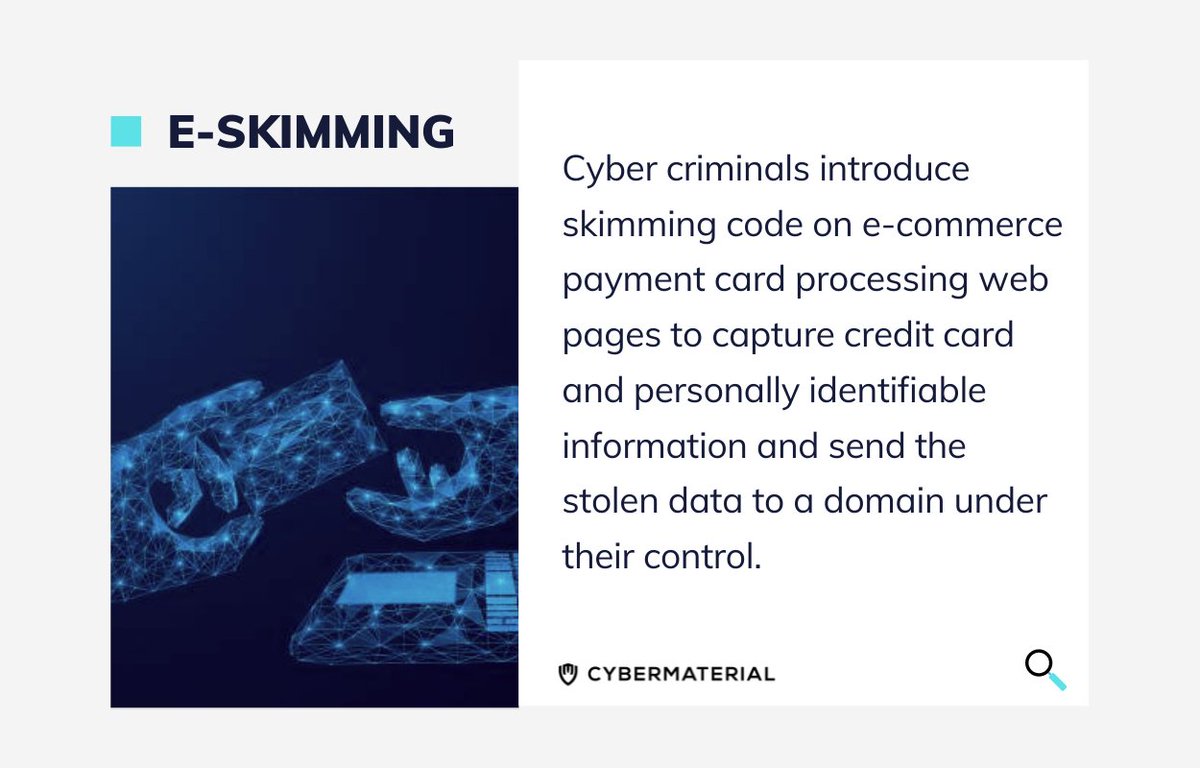 E-SKIMMING
Cyber criminals introduce
skimming code on e-commerce
payment card processing web
pages to capture credit card
and personally identifiable
information and send the
stolen data to a domain under
their control.
CYBERMATERIAL